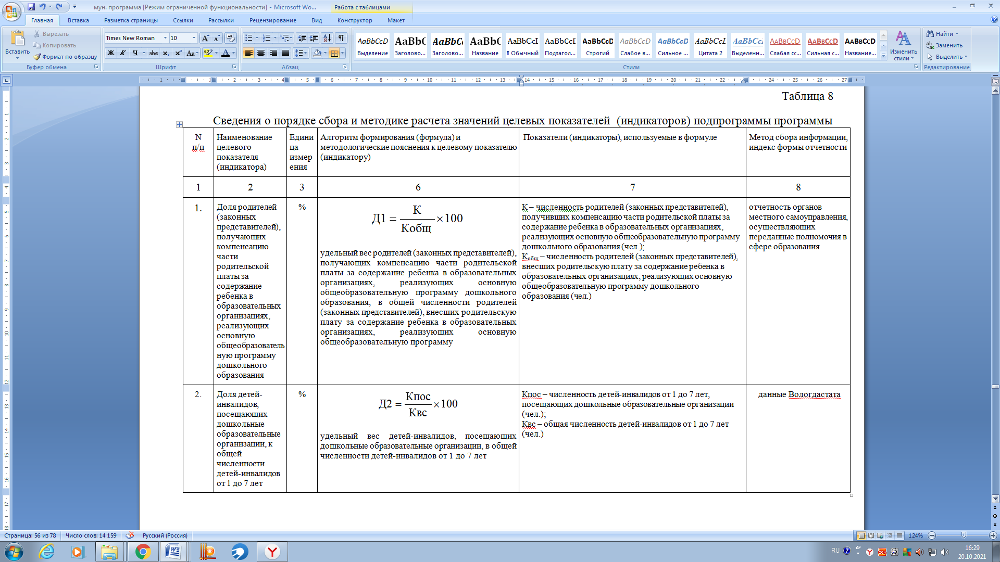 мун. программа [Режим ограниченной функциональности] - Microsoft Wo...
Работа с таблицами
Главная Вставка Разметка страницы Ссылки Рассылки Рецензирование Вид Конструктор Макет
Вставить
Вырезать
Копировать
Формат по образцу
Буфер обмена
Times New Roman 10
Ж К Ч abc x₂ x² Aa
Шрифт
Абзац
AaBbCcD AaBbC AaBbCc AaBbC AaBbCcI AaBbCcI AaBbCcD AaBbCcD AaBbCcD AaBbCcI AaBbCcI AaBbCcD AaBbCcD AaBbCcD
Выделение Заголово... Заголово... Название ¶ Обычный Подзагол... Строгий Слабое в... Сильное ... Цитата 2 Выделенн... Слабая сс... Сильная с... Название...
Изменить
стили
Стили
Найти
Заменить
Выделить
Редактирование
Таблица 8
Сведения о порядке сбора и методике расчета значений целевых показателей (индикаторов) подпрограммы программы
N
п/п
Наименование
целевого
показателя
(индикатора)
Едини
ца
измер
ения
Алгоритм формирования (формула) и
методологические пояснения к целевому показателю
(индикатору)
Показатели (индикаторы), используемые в формуле
Метод сбора информации,
индекс формы отчетности
1 2 3 6 7 8
1.
Доля родителей
(законных
представителей),
получающих
компенсацию
части
родительской
платы за
содержание
ребенка в
образовательных
организациях,
реализующих
основную
общеобразователь
ную программу
дошкольного
образования
%
Д1 = К / Кобщ × 100
удельный вес родителей (законных представителей),
получающих компенсацию части родительской
платы за содержание ребенка в образовательных
организациях, реализующих основную
общеобразовательную программу дошкольного
образования, в общей численности родителей
(законных представителей), внесших родительскую
плату за содержание ребенка в образовательных
организациях, реализующих основную
общеобразовательную программу
К – численность родителей (законных представителей),
получивших компенсацию части родительской платы за
содержание ребенка в образовательных организациях,
реализующих основную общеобразовательную программу
дошкольного образования (чел.);
Кобщ – численность родителей (законных представителей),
внесших родительскую плату за содержание ребенка в
образовательных организациях, реализующих основную
общеобразовательную программу дошкольного
образования (чел.)
отчетность органов
местного самоуправления,
осуществляющих
переданные полномочия в
сфере образования
2.
Доля детей-
инвалидов,
посещающих
дошкольные
образовательные
организации, к
общей
численности
детей-инвалидов
от 1 до 7 лет
%
Д2 = Кпос / Квс × 100
удельный вес детей-инвалидов, посещающих
дошкольные образовательные организации, в общей
численности детей-инвалидов от 1 до 7 лет
Кпос – численность детей-инвалидов от 1 до 7 лет,
посещающих дошкольные образовательные организации
(чел.);
Квс – общая численность детей-инвалидов от 1 до 7 лет
(чел.)
данные Вологдастата
Страница: 56 из 78 Число слов: 14 159 Русский (Россия) 124%
RU
16:29
20.10.2021